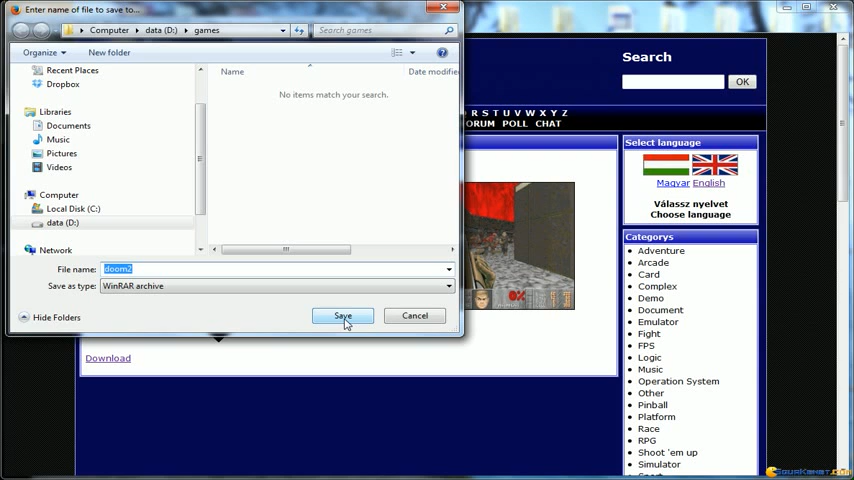 Enter name of file to save to...
Computer data (D:) games
Search games
Organize
New folder
Recent Places
Dropbox
Libraries
Documents
Music
Pictures
Videos
Computer
Local Disk (C:)
data (D:)
Network
Name
Date modified
No items match your search.
File name: doom2
Save as type: WinRAR archive
Hide Folders
Save
Cancel
Download
Search
OK
R S T U V W X Y Z
ORUM POLL CHAT
Select language
Magyar English
Válassz nyelvet
Choose language
Categorys
Adventure
Arcade
Card
Complex
Demo
Document
Emulator
Fight
FPS
Logic
Music
Operation System
Other
Pinball
Platform
Race
RPG
Shoot 'em up
Simulator
0%